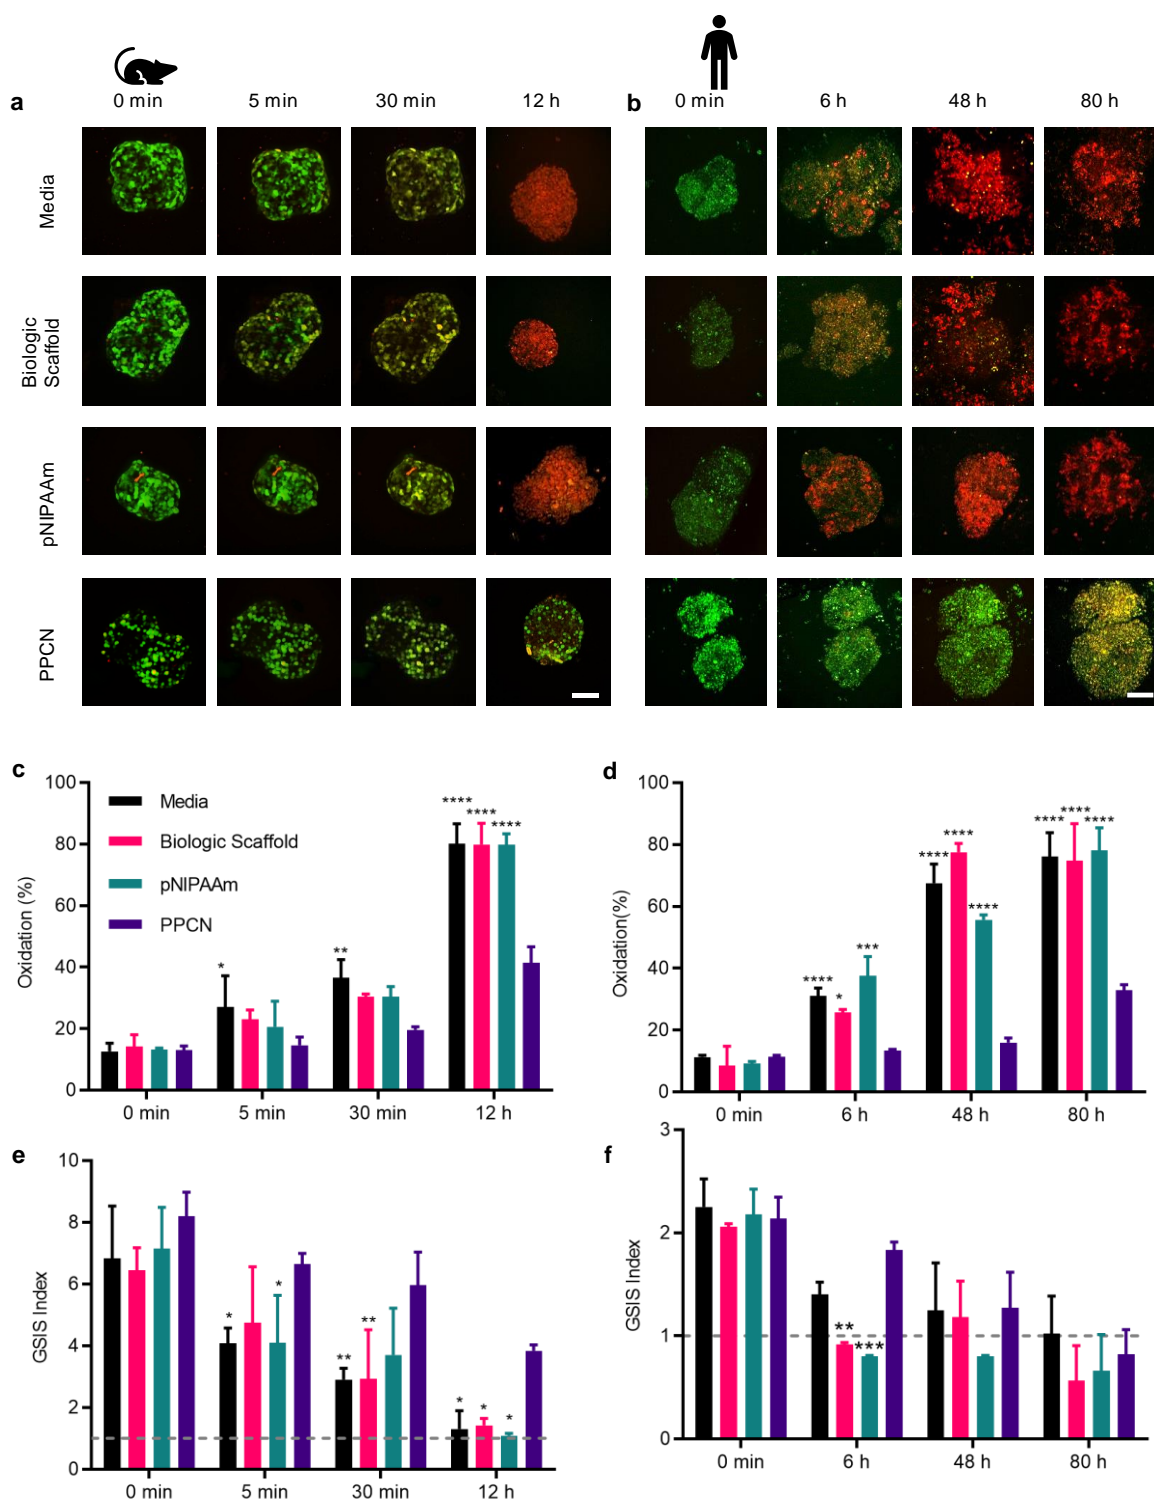 a
0 min
5 min
30 min
12 h
b
0 min
6 h
48 h
80 h
Media
Biologic
Scaffold
pNIPAAm
PPCN
c
Oxidation (%)
100
80
60
40
20
0
Media
Biologic Scaffold
pNIPAAm
PPCN
*
**
****
****
****
0 min
5 min
30 min
12 h
d
Oxidation(%)
100
80
60
40
20
0
****
*
***
****
****
****
****
****
****
0 min
6 h
48 h
80 h
e
GSIS Index
10
8
6
4
2
0
*
*
**
**
*
*
*
0 min
5 min
30 min
12 h
f
GSIS Index
3
2
1
0
**
***
0 min
6 h
48 h
80 h